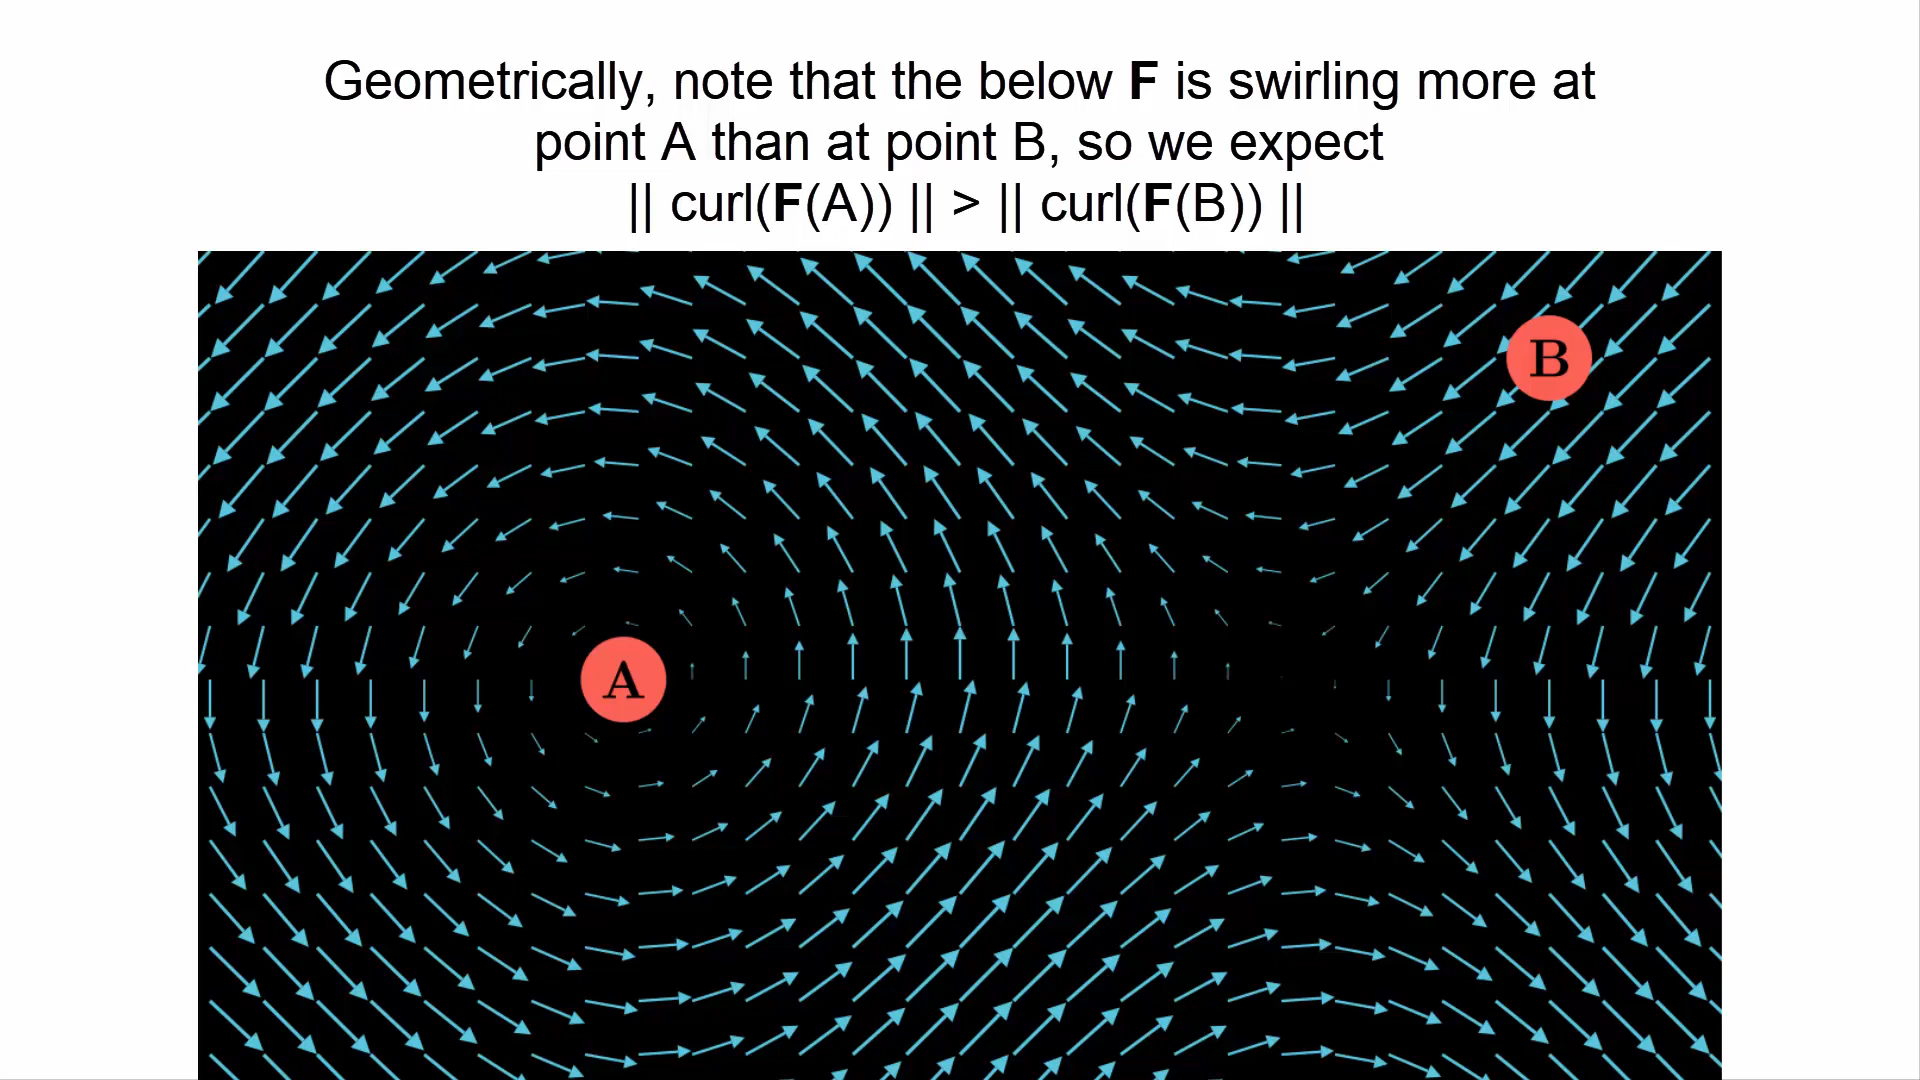 Geometrically, note that the below F is swirling more at
point A than at point B, so we expect
|| curl(F(A)) || > || curl(F(B)) ||
B
A